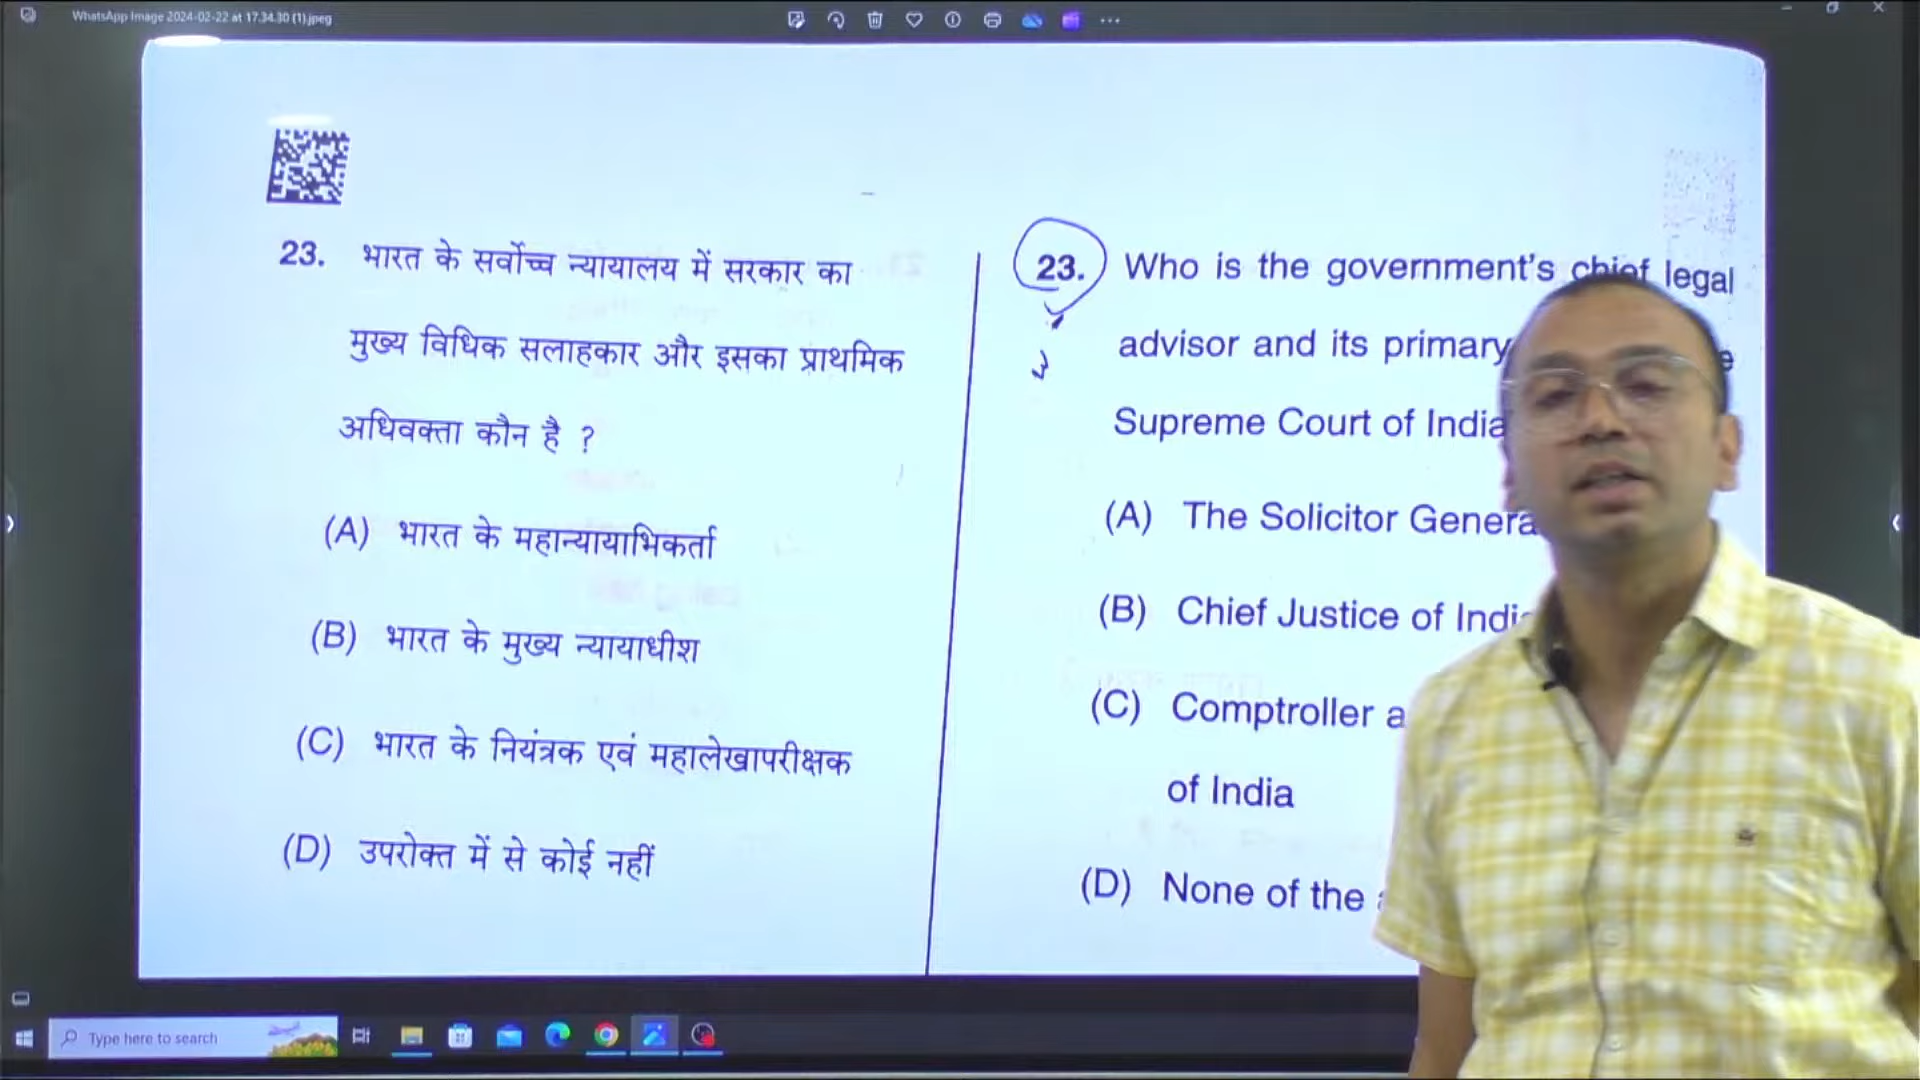 WhatsApp Image 2024-02-22 at 17.34.30 (1).jpeg
23. भारत के सर्वोच्च न्यायालय में सरकार का
मुख्य विधिक सलाहकार और इसका प्राथमिक
अधिवक्ता कौन है ?
(A) भारत के महान्यायाभिकर्ता
(B) भारत के मुख्य न्यायाधीश
(C) भारत के नियंत्रक एवं महालेखापरीक्षक
(D) उपरोक्त में से कोई नहीं
23. Who is the government's chief legal
advisor and its primary
Supreme Court of India
(A) The Solicitor
(B) Chief Justice of
(C) Comptroller
of India
(D) None of the
Type here to search